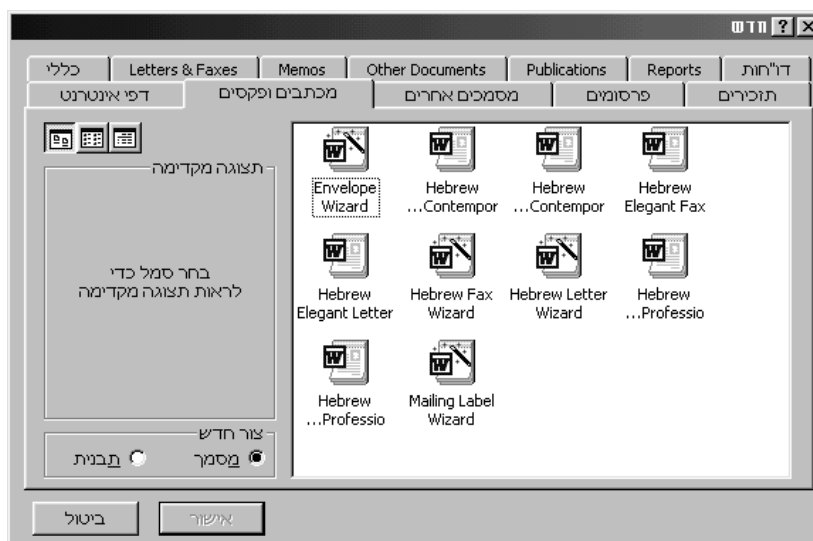 חדש
כללי
Letters & Faxes
Memos
Other Documents
Publications
Reports
דו"חות
דפי אינטרנט
מכתבים ופקסים
מסמכים אחרים
פרסומים
תזכירים
תצוגה מקדימה
בחר סמל כדי
לראות תצוגה מקדימה
Envelope
Wizard
Hebrew
...Contempor
Hebrew
...Contempor
Hebrew
Elegant Fax
Hebrew
Elegant Letter
Hebrew Fax
Wizard
Hebrew Letter
Wizard
Hebrew
...Professio
Hebrew
...Professio
Mailing Label
Wizard
צור חדש
מסמך
תבנית
אישור
ביטול